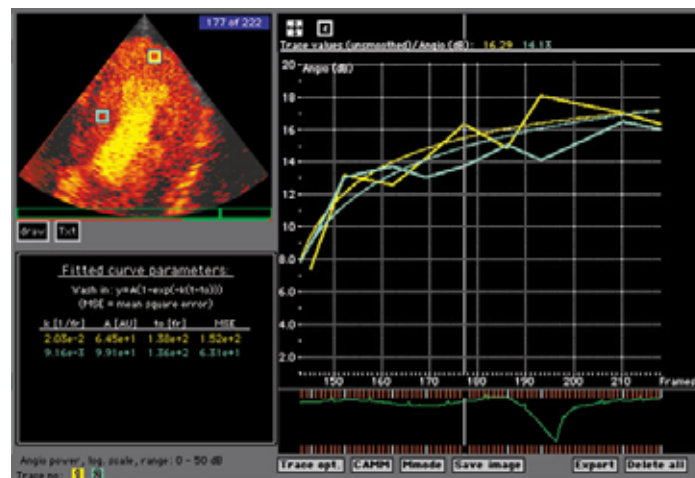 177 of 222
Trace values (unsmoothed)/Angio (dB): 16.29 14.13
20
Angio (dB)
18
16
14
12
10
8.0
6.0
4.0
2.0
150 160 170 180 190 200 210 Frames
draw Txt
Fitted curve parameters:
Wash in: y=A(1-exp(-k(t-to)))
(MSE = mean square error)
k [1/fr] A [AU] to [fr] MSE
2.03e-2 6.45e+1 1.38e+2 1.52e+2
9.16e-3 9.91e+1 1.36e+2 6.31e+1
Angio power, log. scale, range: 0 - 50 dB
Trace no:
Trace opt. CAMM Mmode Save image Export Delete all